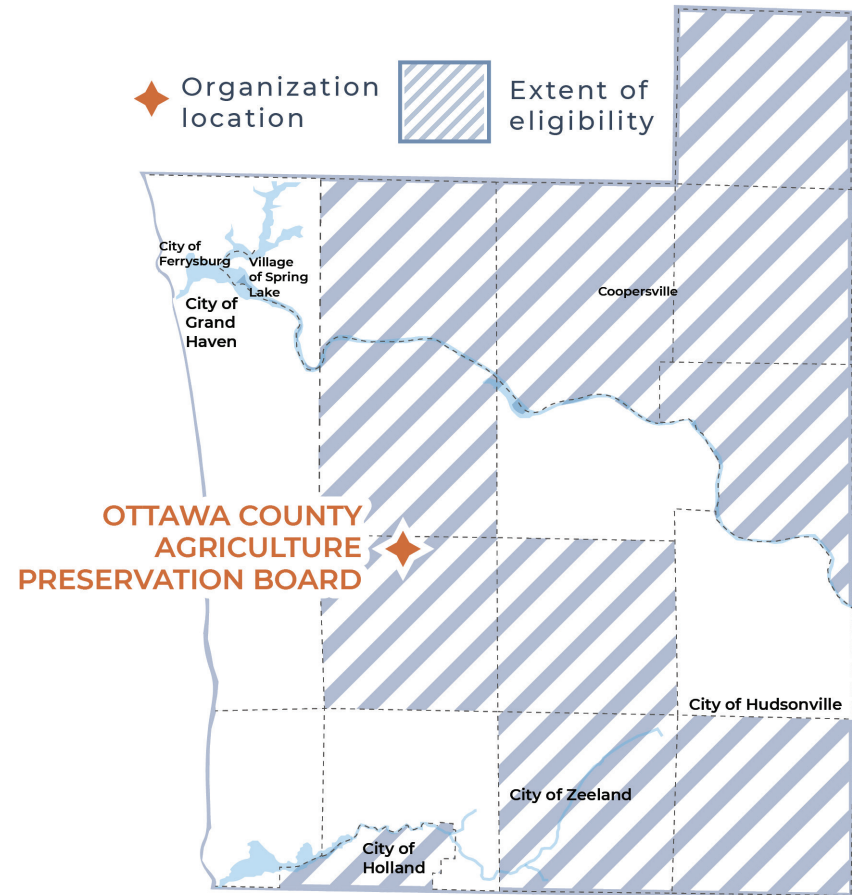 Organization
location
Extent of
eligibility
City of
Ferrysburg
Village
of Spring
Lake
City of
Grand
Haven
Coopersville
OTTAWA COUNTY
AGRICULTURE
PRESERVATION BOARD
City of Hudsonville
City of Zeeland
City of
Holland